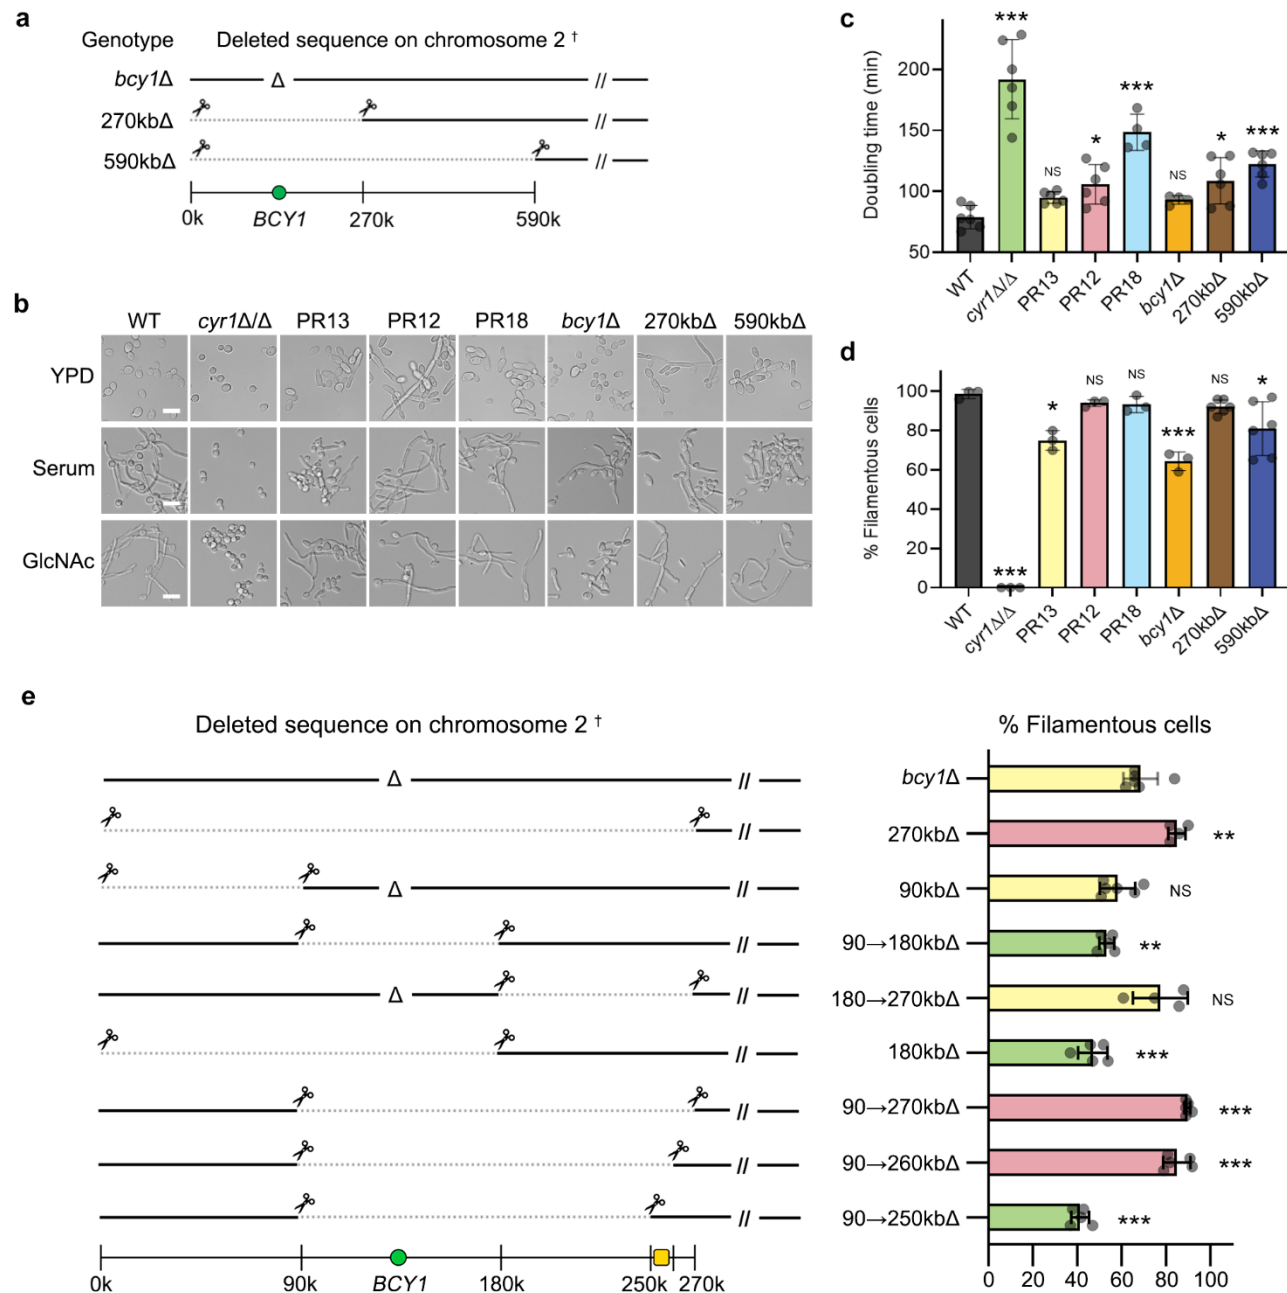 a
Genotype Deleted sequence on chromosome 2 †
bcy1Δ Δ //
270kbΔ //
590kbΔ //
0k BCY1 270k 590k
b
WT cyr1Δ/Δ PR13 PR12 PR18 bcy1Δ 270kbΔ 590kbΔ
YPD
Serum
GlcNAc
c
Doubling time (min)
200
150
100
50
*** NS * *** NS * ***
WT cyr1Δ/Δ PR13 PR12 PR18 bcy1Δ 270kbΔ 590kbΔ
d
% Filamentous cells
100
80
60
40
20
0
*** * NS NS *** NS *
WT cyr1Δ/Δ PR13 PR12 PR18 bcy1Δ 270kbΔ 590kbΔ
e
Deleted sequence on chromosome 2 † % Filamentous cells
Δ // bcy1Δ
// 270kbΔ **
Δ // 90kbΔ NS
// 90→180kbΔ **
Δ // 180→270kbΔ NS
// 180kbΔ ***
// 90→270kbΔ ***
// 90→260kbΔ ***
// 90→250kbΔ ***
0k 90k BCY1 180k 250k 270k
0 20 40 60 80 100